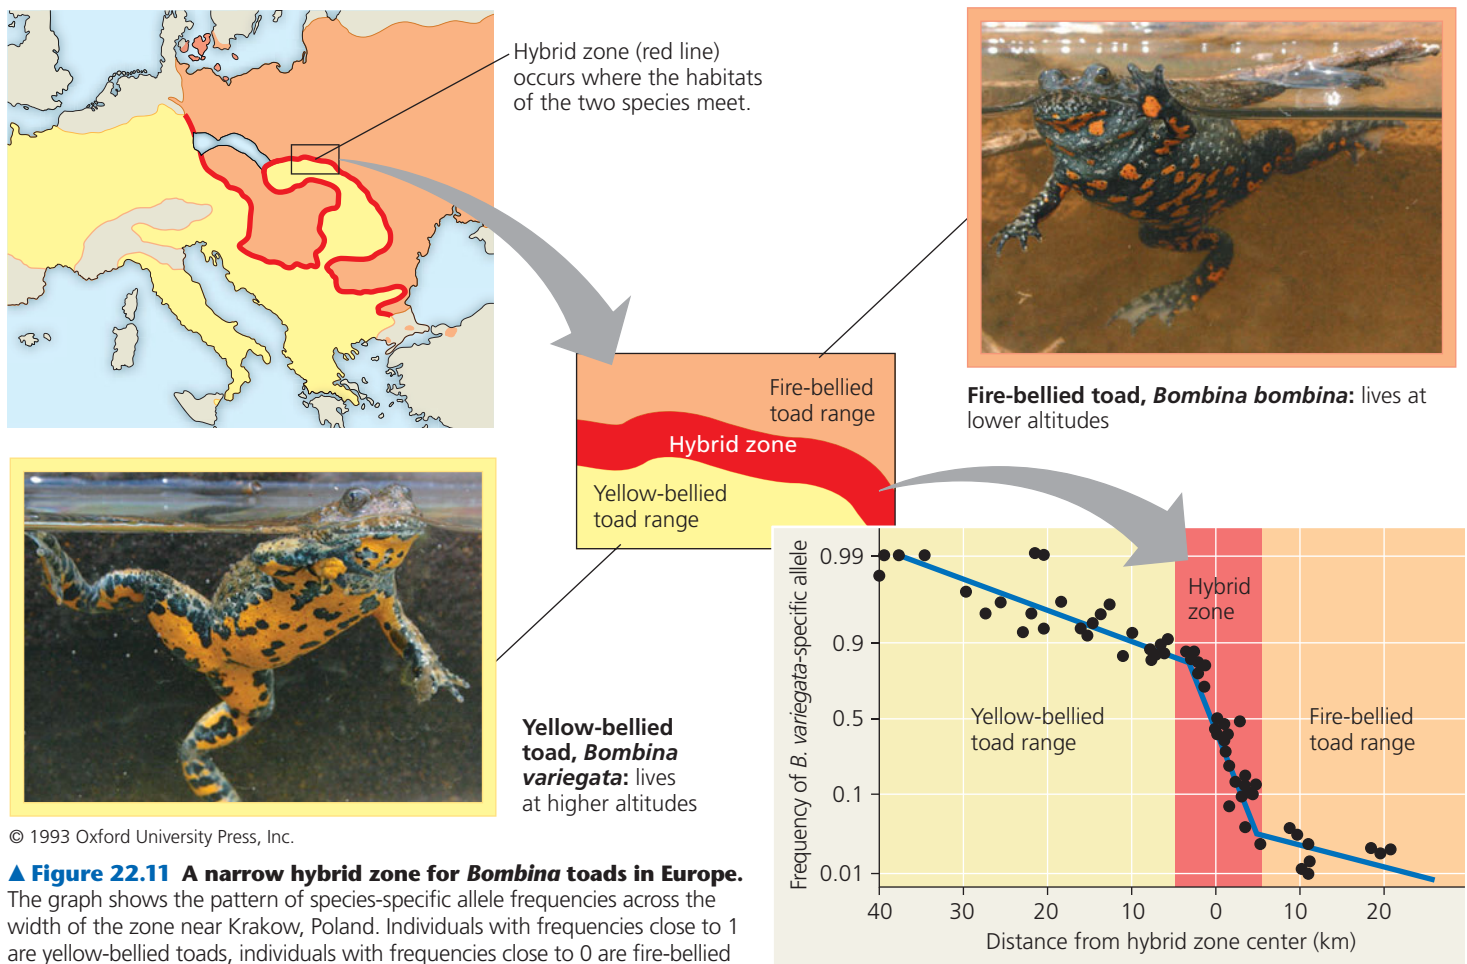 Hybrid zone (red line)
occurs where the habitats
of the two species meet.
Fire-bellied toad, Bombina bombina: lives at
lower altitudes
Fire-bellied
toad range
Hybrid zone
Yellow-bellied
toad range
Yellow-bellied
toad, Bombina
variegata: lives
at higher altitudes
© 1993 Oxford University Press, Inc.
Frequency of B. variegata-specific allele
0.99
0.9
0.5
0.1
0.01
Hybrid
zone
Yellow-bellied
toad range
Fire-bellied
toad range
40 30 20 10 0 10 20
Distance from hybrid zone center (km)
▲ Figure 22.11 A narrow hybrid zone for Bombina toads in Europe.
The graph shows the pattern of species-specific allele frequencies across the
width of the zone near Krakow, Poland. Individuals with frequencies close to 1
are yellow-bellied toads, individuals with frequencies close to 0 are fire-bellied